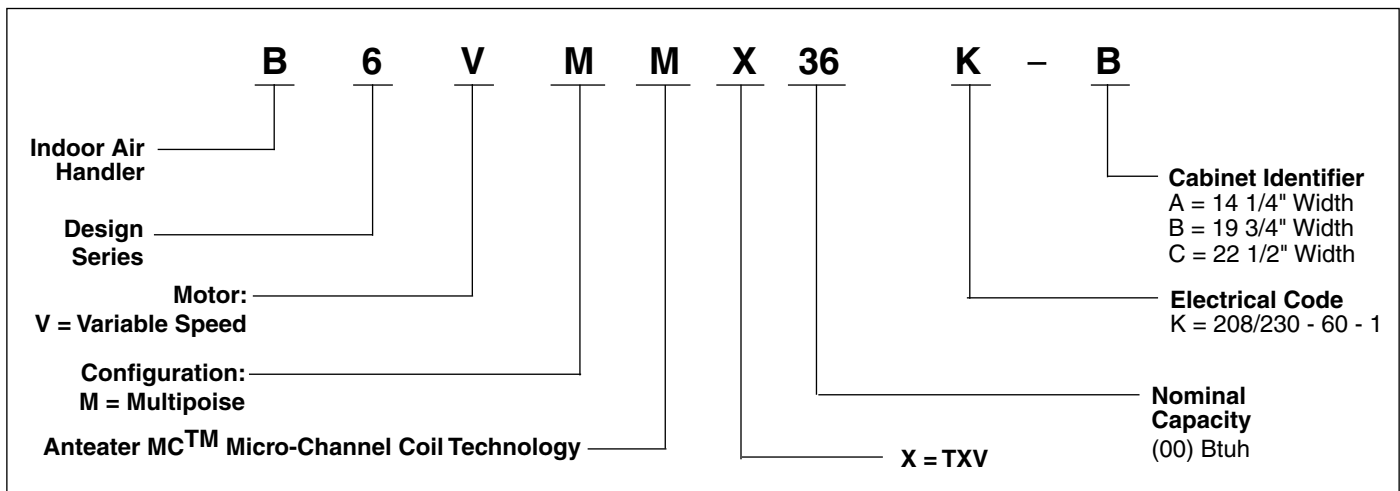 B 6 V M M X 36 K – B
Indoor Air
Handler
Design
Series
Motor:
V = Variable Speed
Configuration:
M = Multipoise
Anteater MC™ Micro-Channel Coil Technology
X = TXV
Nominal
Capacity
(00) Btuh
Electrical Code
K = 208/230 - 60 - 1
Cabinet Identifier
A = 14 1/4" Width
B = 19 3/4" Width
C = 22 1/2" Width